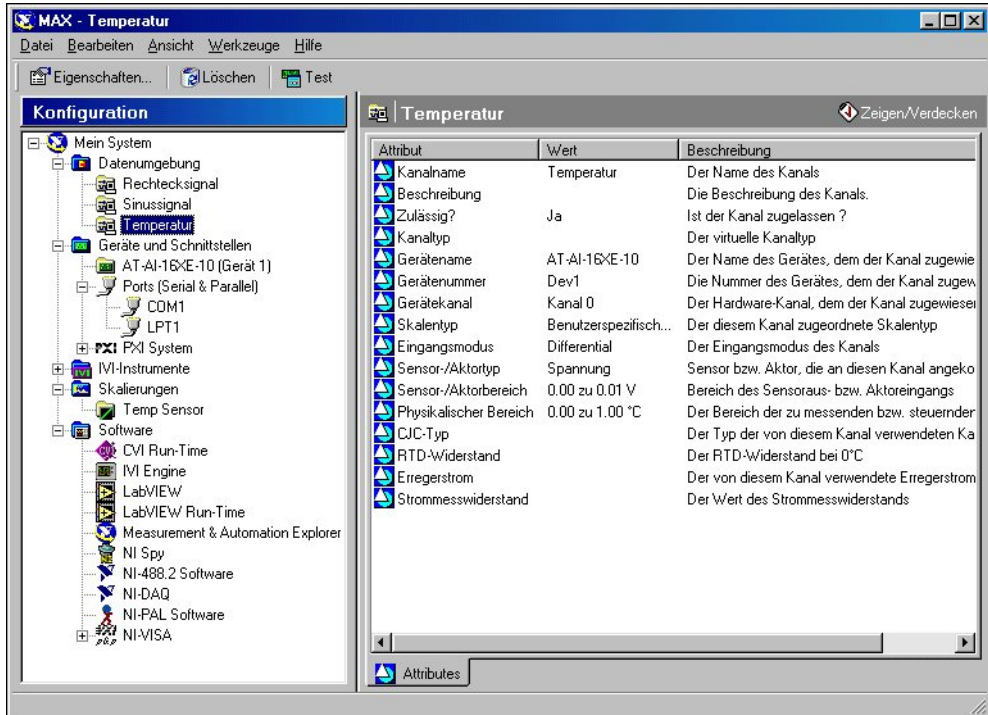 MAX - Temperatur
Datei Bearbeiten Ansicht Werkzeuge Hilfe
Eigenschaften... Löschen Test
Konfiguration
Mein System
Datenumgebung
Rechtecksignal
Sinussignal
Temperatur
Geräte und Schnittstellen
AT-AI-16XE-10 (Gerät 1)
Ports (Serial & Parallel)
COM1
LPT1
PXI PXI System
IVI-Instrumente
Skalierungen
Temp Sensor
Software
CVI Run-Time
IVI Engine
LabVIEW
LabVIEW Run-Time
Measurement & Automation Explorer
NI Spy
NI-488.2 Software
NI-DAQ
NI-PAL Software
NI-VISA
Temperatur Zeigen/Verdecken
Attribut Wert Beschreibung
Kanalname Temperatur Der Name des Kanals
Beschreibung Die Beschreibung des Kanals.
Zulässig? Ja Ist der Kanal zugelassen ?
Kanaltyp Der virtuelle Kanaltyp
Gerätename AT-AI-16XE-10 Der Name des Gerätes, dem der Kanal zugewie
Gerätenummer Dev1 Die Nummer des Gerätes, dem der Kanal zugew
Gerätekanal Kanal 0 Der Hardware-Kanal, dem der Kanal zugewiesen
Skalentyp Benutzerspezifisch... Der diesem Kanal zugeordnete Skalentyp
Eingangsmodus Differential Der Eingangsmodus des Kanals
Sensor-/Aktortyp Spannung Sensor bzw. Aktor, die an diesen Kanal angeko
Sensor-/Aktorbereich 0.00 zu 0.01 V Bereich des Sensoraus- bzw. Aktoreingangs
Physikalischer Bereich 0.00 zu 1.00 °C Der Bereich der zu messenden bzw. steuernden
CJC-Typ Der Typ der von diesem Kanal verwendeten Ka
RTD-Widerstand Der RTD-Widerstand bei 0°C
Erregerstrom Der von diesem Kanal verwendete Erregerstrom
Strommesswiderstand Der Wert des Strommesswiderstands
Attributes